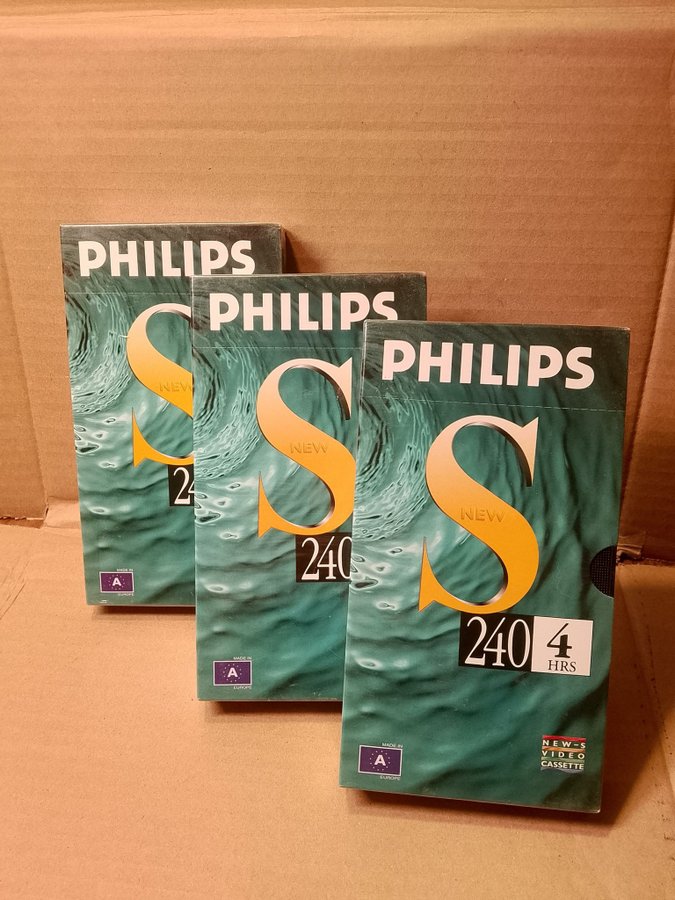 PHILIPS
S
NEW
24
MADE IN
A
EUROPE
PHILIPS
S
NEW
240
MADE IN
A
EUROPE
PHILIPS
S
NEW
240 4
HRS
MADE IN
A
EUROPE
NEW-S
VIDEO
CASSETTE